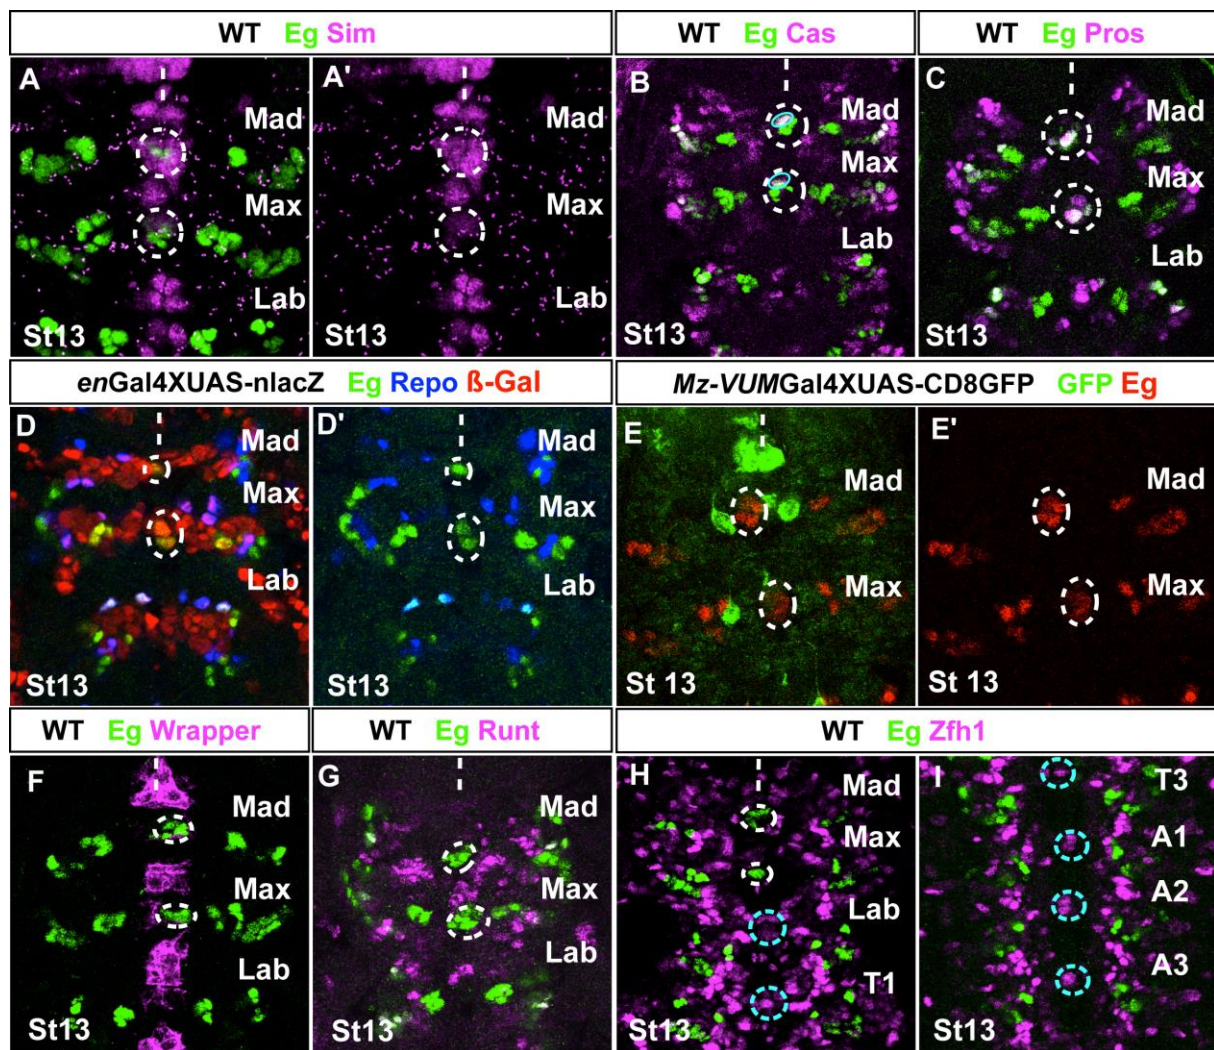 WT Eg Sim
WT Eg Cas
WT Eg Pros
A
Mad
Max
Lab
St13
A'
Mad
Max
Lab
St13
B
Mad
Max
Lab
St13
C
Mad
Max
Lab
St13
enGal4XUAS-nlacZ Eg Repo ß-Gal
Mz-VUMGal4XUAS-CD8GFP GFP Eg
D
Mad
Max
Lab
St13
D'
Mad
Max
Lab
St13
E
Mad
Max
St 13
E'
Mad
Max
WT Eg Wrapper
WT Eg Runt
WT Eg Zfh1
F
Mad
Max
Lab
St13
G
Mad
Max
Lab
St13
H
Mad
Max
Lab
T1
St13
I
T3
A1
A2
A3
St13